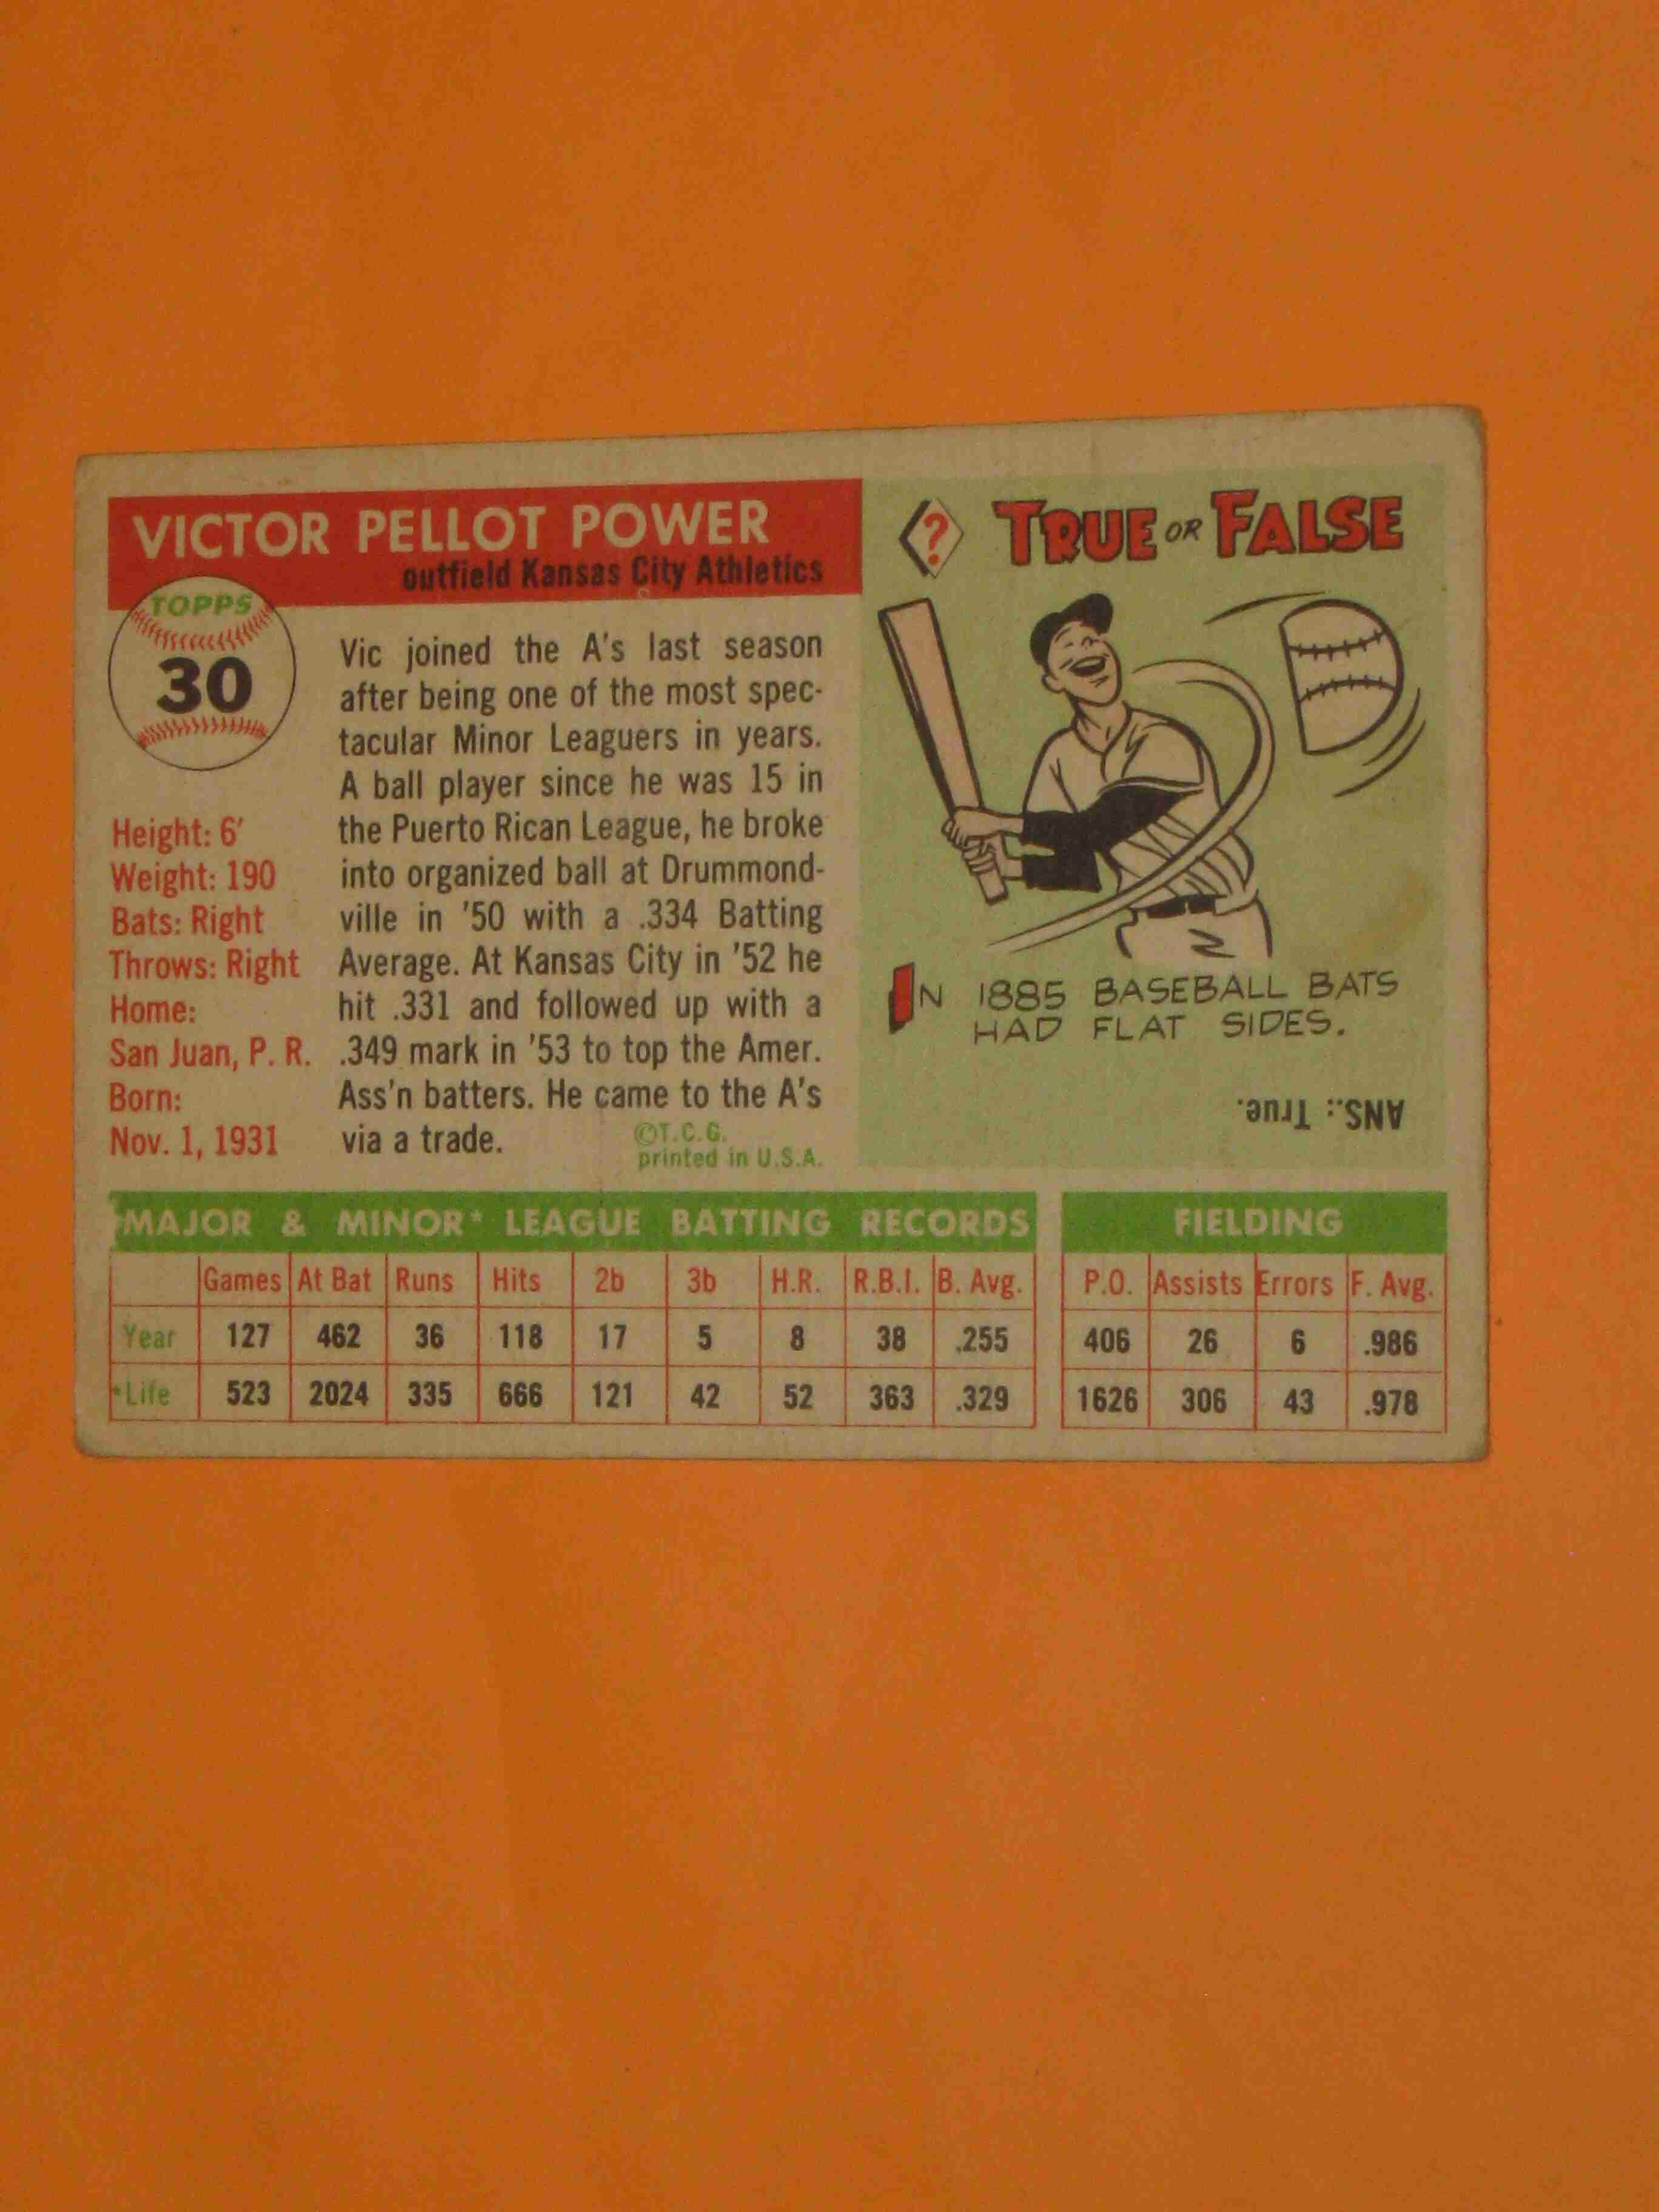 VICTOR PELLOT POWER
outfield Kansas City Athletics
TOPPS
30
Height: 6'
Weight: 190
Bats: Right
Throws: Right
Home:
San Juan, P. R.
Born:
Nov. 1, 1931
Vic joined the A's last season
after being one of the most spec-
tacular Minor Leaguers in years.
A ball player since he was 15 in
the Puerto Rican League, he broke
into organized ball at Drummond-
ville in '50 with a .334 Batting
Average. At Kansas City in '52 he
hit .331 and followed up with a
.349 mark in '53 to top the Amer.
Ass'n batters. He came to the A's
via a trade.
©T.C.G.
printed in U.S.A.
?
TRUE OR FALSE
IN 1885 BASEBALL BATS
HAD FLAT SIDES.
ANS.: True.
MAJOR & MINOR* LEAGUE BATTING RECORDS
Games At Bat Runs Hits 2b 3b H.R. R.B.I. B. Avg.
Year 127 462 36 118 17 5 8 38 .255
*Life 523 2024 335 666 121 42 52 363 .329
FIELDING
P.O. Assists Errors F. Avg.
406 26 6 .986
1626 306 43 .978